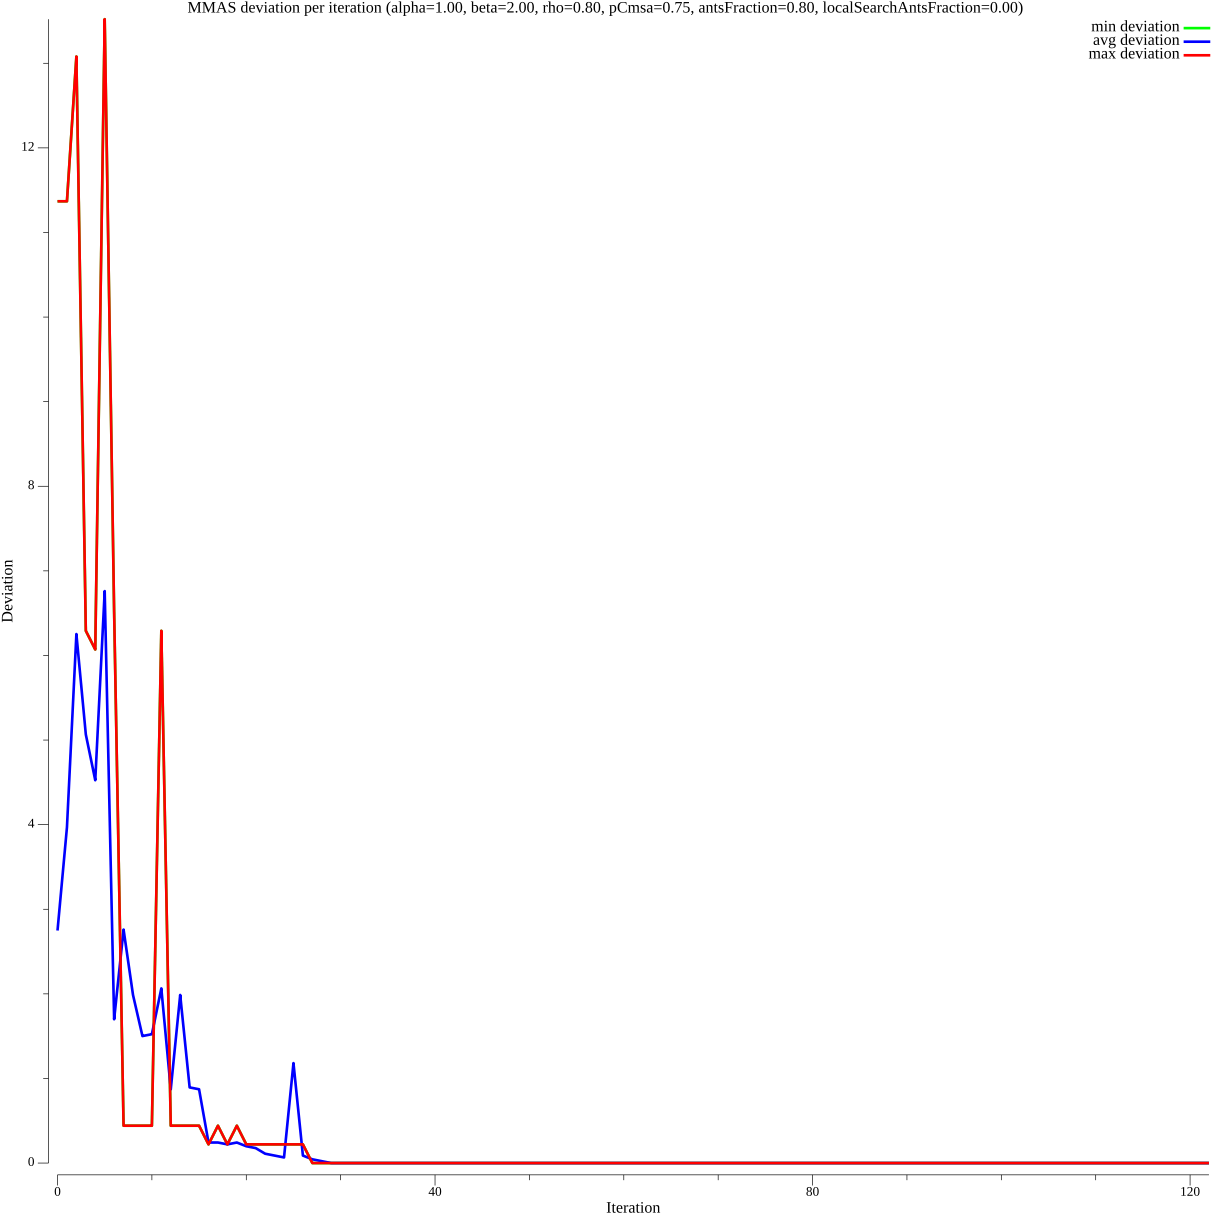 MMAS deviation per iteration (alpha=1.00, beta=2.00, rho=0.80, pCmsa=0.75, antsFraction=0.80, localSearchAntsFraction=0.00)
min deviation
avg deviation
max deviation
12
8
4
0
Deviation
0 40 80 120
Iteration